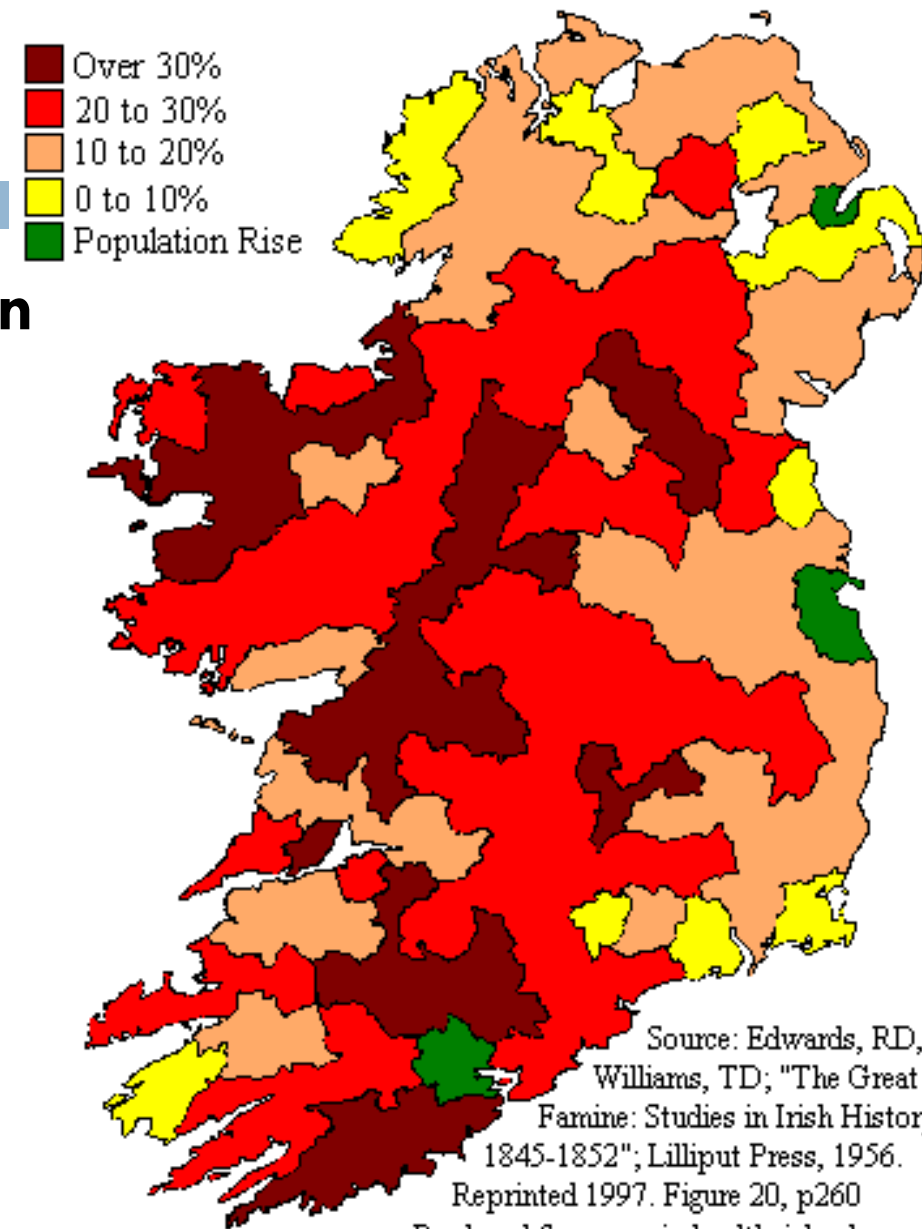 Over 30%
20 to 30%
10 to 20%
0 to 10%
Population Rise
n
Source: Edwards, RD,
Williams, TD; "The Great
Famine: Studies in Irish Histor
1845-1852"; Lilliput Press, 1956.
Reprinted 1997. Figure 20, p260